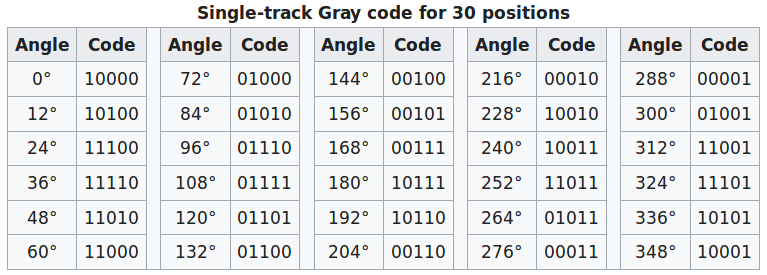 Single-track Gray code for 30 positions
Angle Code Angle Code Angle Code Angle Code Angle Code
0° 10000 72° 01000 144° 00100 216° 00010 288° 00001
12° 10100 84° 01010 156° 00101 228° 10010 300° 01001
24° 11100 96° 01110 168° 00111 240° 10011 312° 11001
36° 11110 108° 01111 180° 10111 252° 11011 324° 11101
48° 11010 120° 01101 192° 10110 264° 01011 336° 10101
60° 11000 132° 01100 204° 00110 276° 00011 348° 10001